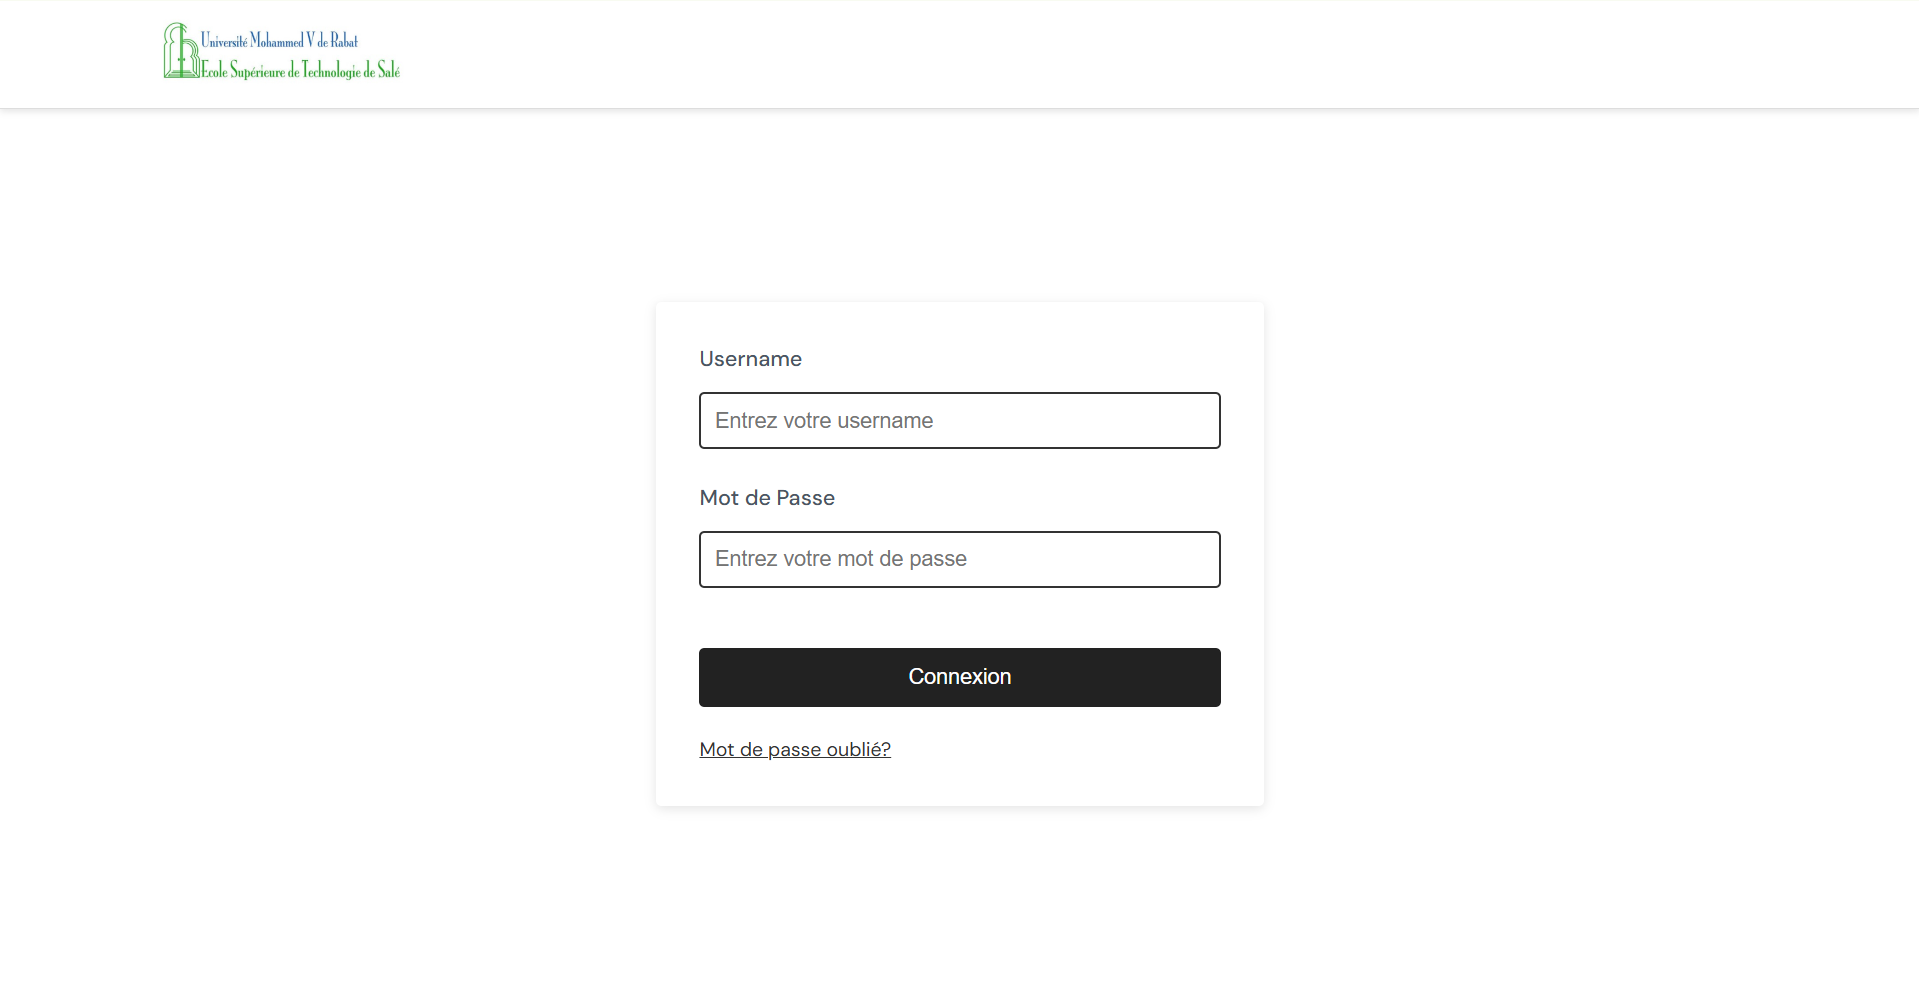 Université Mohammed V de Rabat
Ecole Supérieure de Technologie de Salé
Username
Entrez votre username
Mot de Passe
Entrez votre mot de passe
Connexion
Mot de passe oublié?